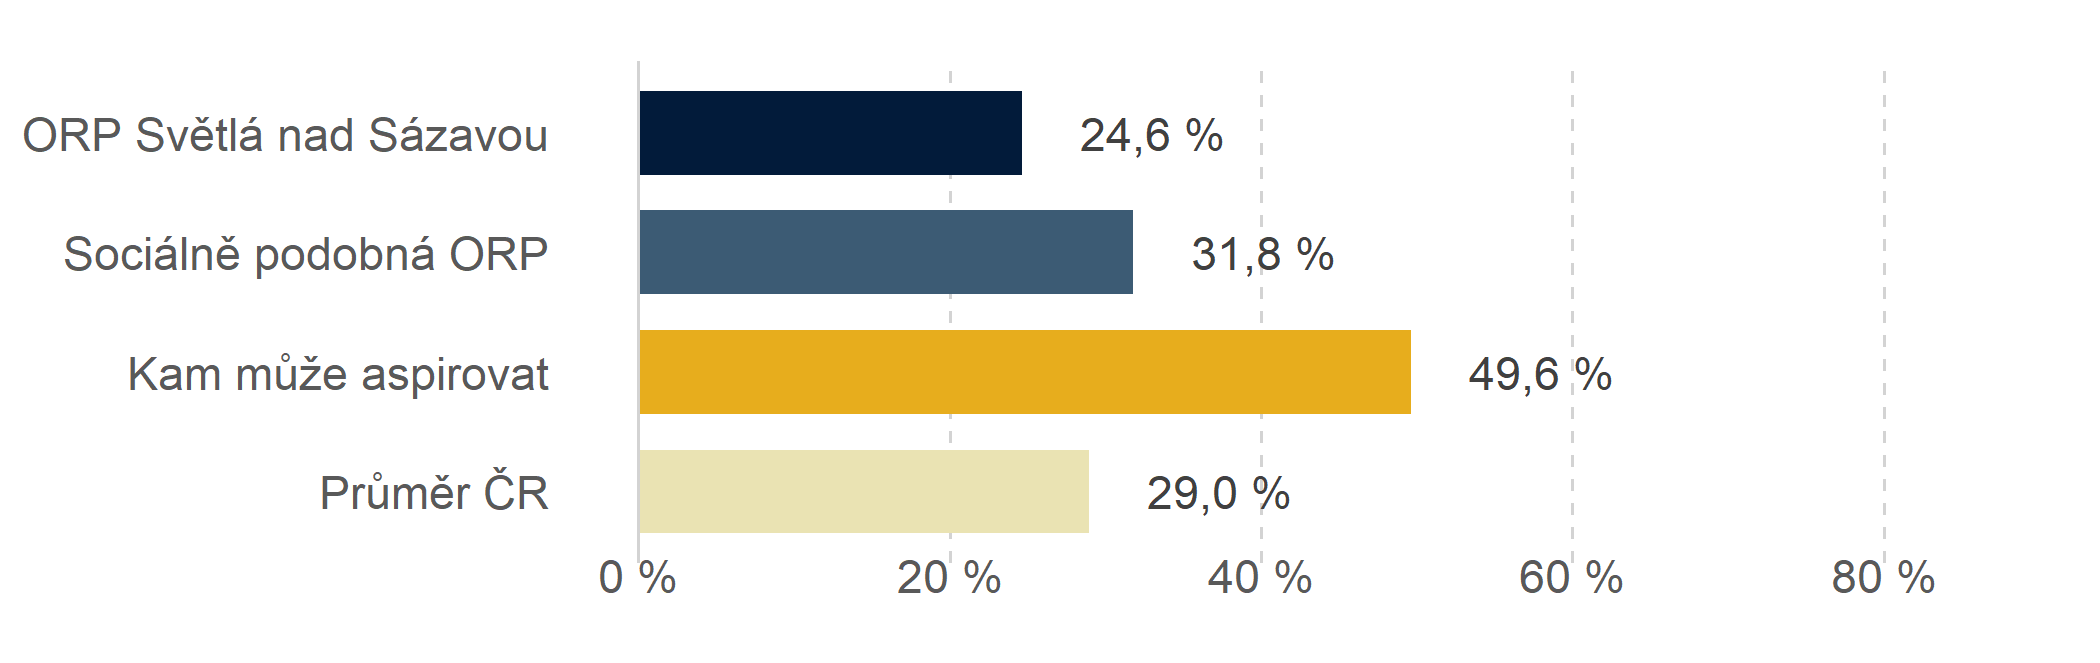 ORP Světlá nad Sázavou
24,6 %
Sociálně podobná ORP
31,8 %
Kam může aspirovat
49,6 %
Průměr ČR
29,0 %
0 %
20 %
40 %
60 %
80 %